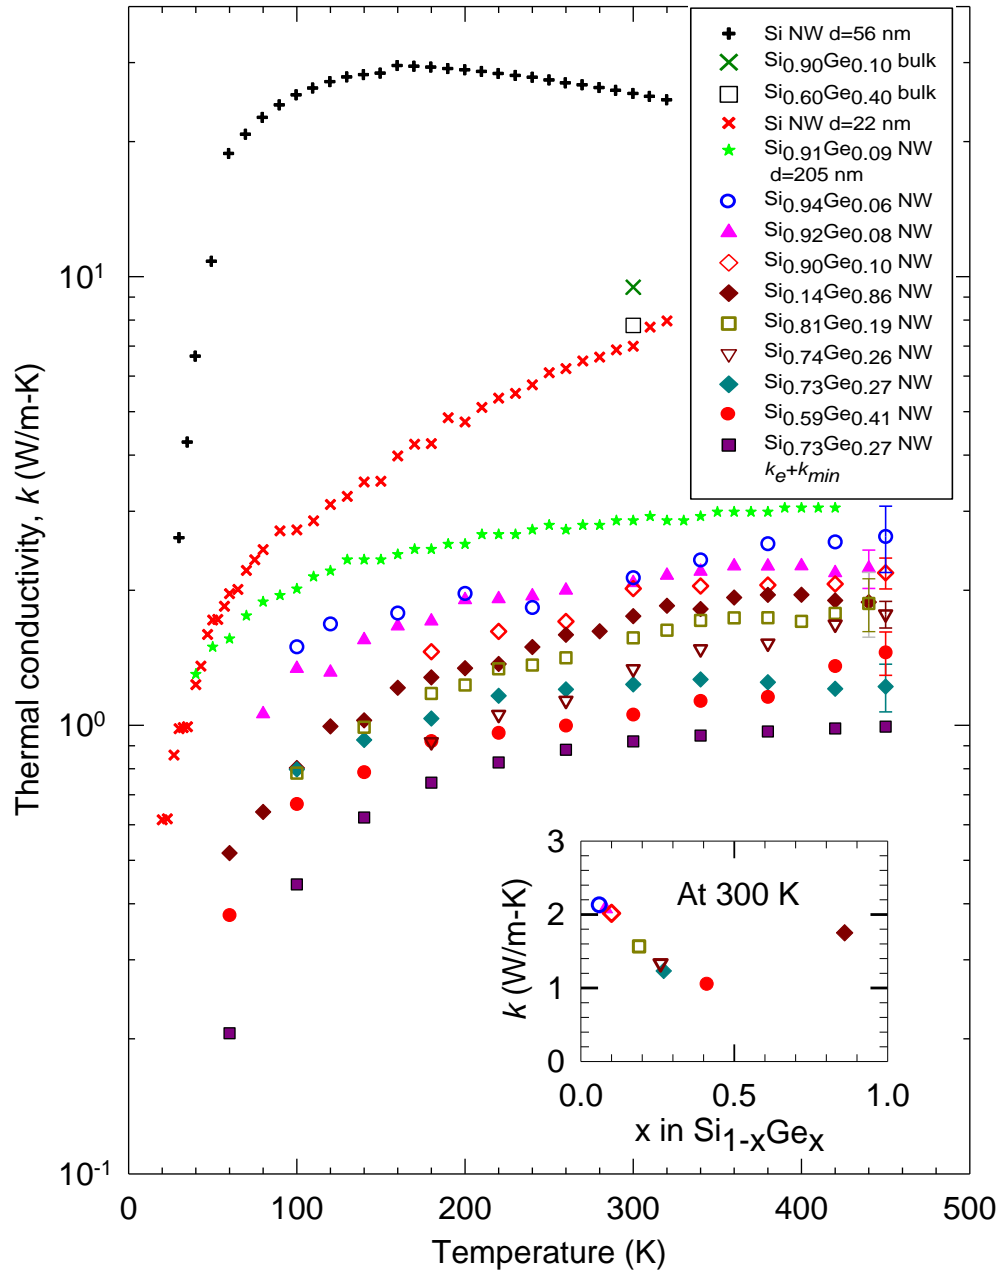 Si NW d=56 nm
Si0.90Ge0.10 bulk
Si0.60Ge0.40 bulk
Si NW d=22 nm
Si0.91Ge0.09 NW
d=205 nm
Si0.94Ge0.06 NW
Si0.92Ge0.08 NW
Si0.90Ge0.10 NW
Si0.14Ge0.86 NW
Si0.81Ge0.19 NW
Si0.74Ge0.26 NW
Si0.73Ge0.27 NW
Si0.59Ge0.41 NW
Si0.73Ge0.27 NW
ke+kmin
10^1
10^0
10^-1
Thermal conductivity, k (W/m-K)
3
2
1
0
k (W/m-K)
At 300 K
0.0 0.5 1.0
x in Si1-xGex
0 100 200 300 400 500
Temperature (K)